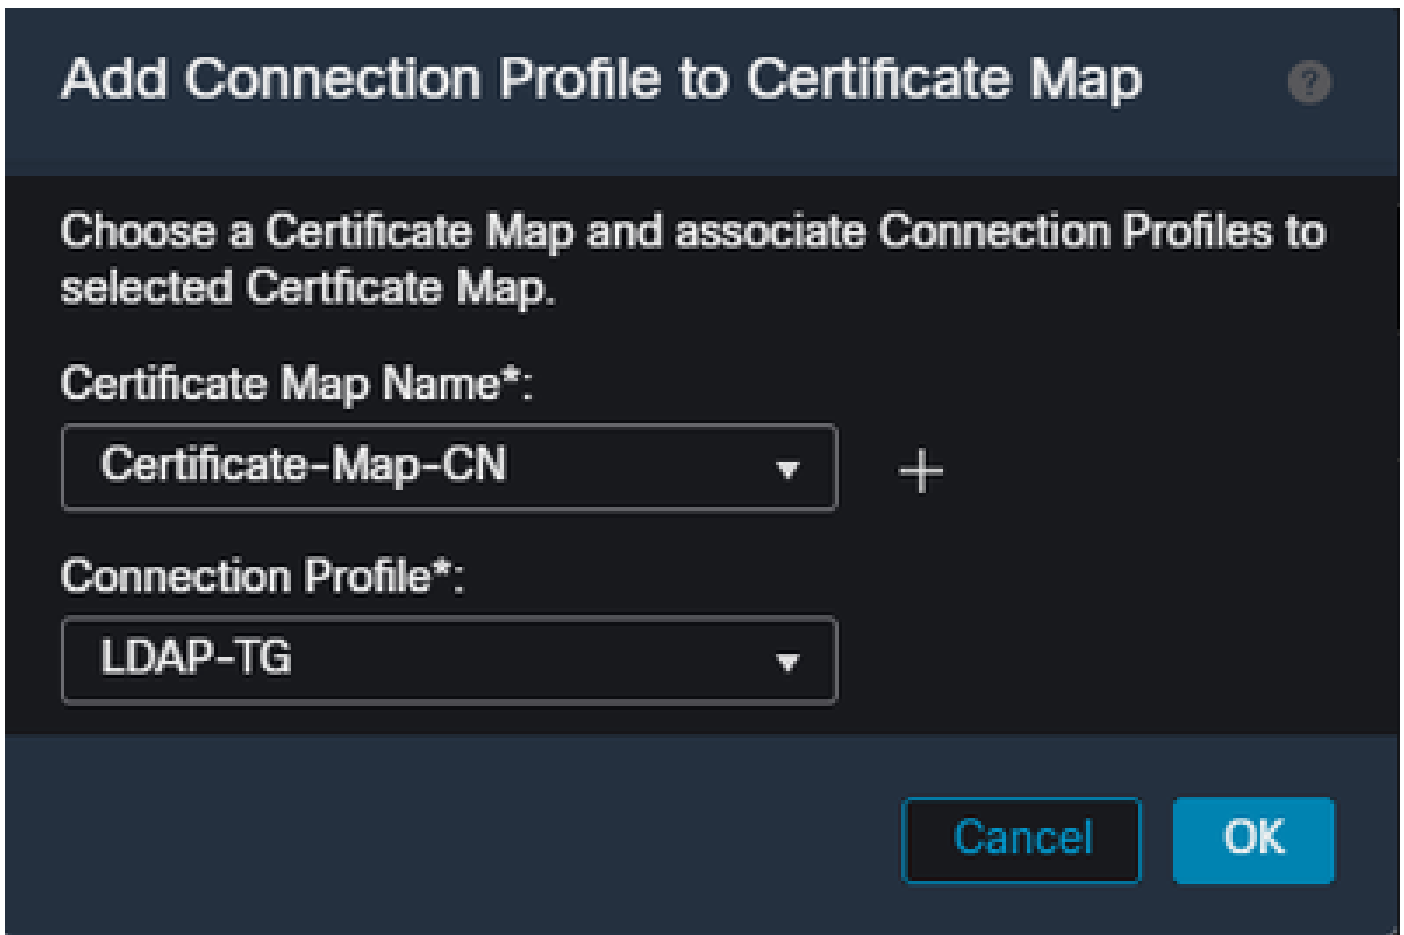 Add Connection Profile to Certificate Map
?
Choose a Certificate Map and associate Connection Profiles to
selected Certficate Map.
Certificate Map Name*:
Certificate-Map-CN
Connection Profile*:
LDAP-TG
Cancel
OK